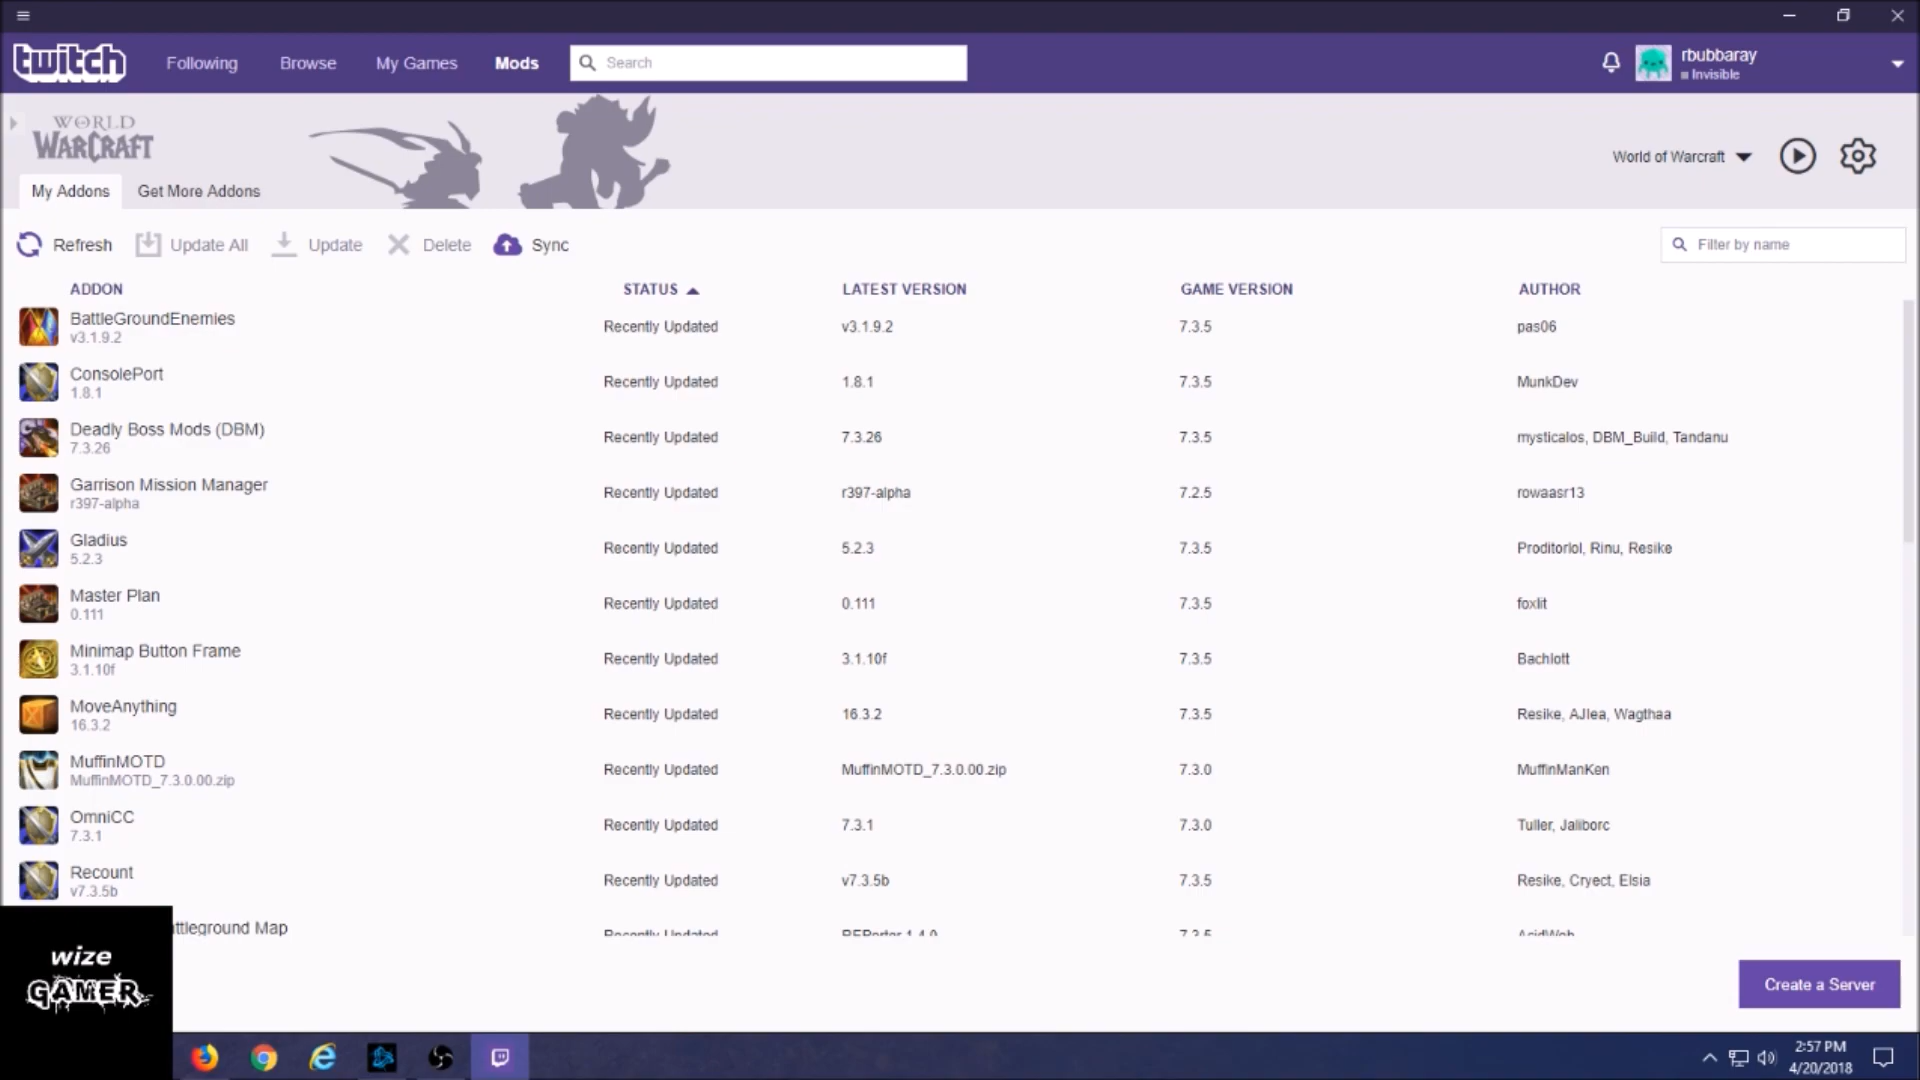 twitch Following Browse My Games Mods Search rbubbaray
Invisible
WORLD
WARCRAFT
World of Warcraft
My Addons Get More Addons
Refresh Update All Update Delete Sync Filter by name
ADDON STATUS LATEST VERSION GAME VERSION AUTHOR
BattleGroundEnemies
v3.1.9.2
Recently Updated v3.1.9.2 7.3.5 pas06
ConsolePort
1.8.1
Recently Updated 1.8.1 7.3.5 MunkDev
Deadly Boss Mods (DBM)
7.3.26
Recently Updated 7.3.26 7.3.5 mysticalos, DBM_Build, Tandanu
Garrison Mission Manager
r397-alpha
Recently Updated r397-alpha 7.2.5 rowaasr13
Gladius
5.2.3
Recently Updated 5.2.3 7.3.5 Proditorlol, Rinu, Resike
Master Plan
0.111
Recently Updated 0.111 7.3.5 foxlit
Minimap Button Frame
3.1.10f
Recently Updated 3.1.10f 7.3.5 Bachlott
MoveAnything
16.3.2
Recently Updated 16.3.2 7.3.5 Resike, AJlea, Wagthaa
MuffinMOTD
MuffinMOTD_7.3.0.00.zip
Recently Updated MuffinMOTD_7.3.0.00.zip 7.3.0 MuffinManKen
OmniCC
7.3.1
Recently Updated 7.3.1 7.3.0 Tuller, Jaliborc
Recount
v7.3.5b
Recently Updated v7.3.5b 7.3.5 Resike, Cryect, Elsia
ttleground Map
Recently Updated REPorter 1.4.0 7.3.5 AcidWeb
wize
GAMER
Create a Server
2:57 PM
4/20/2018